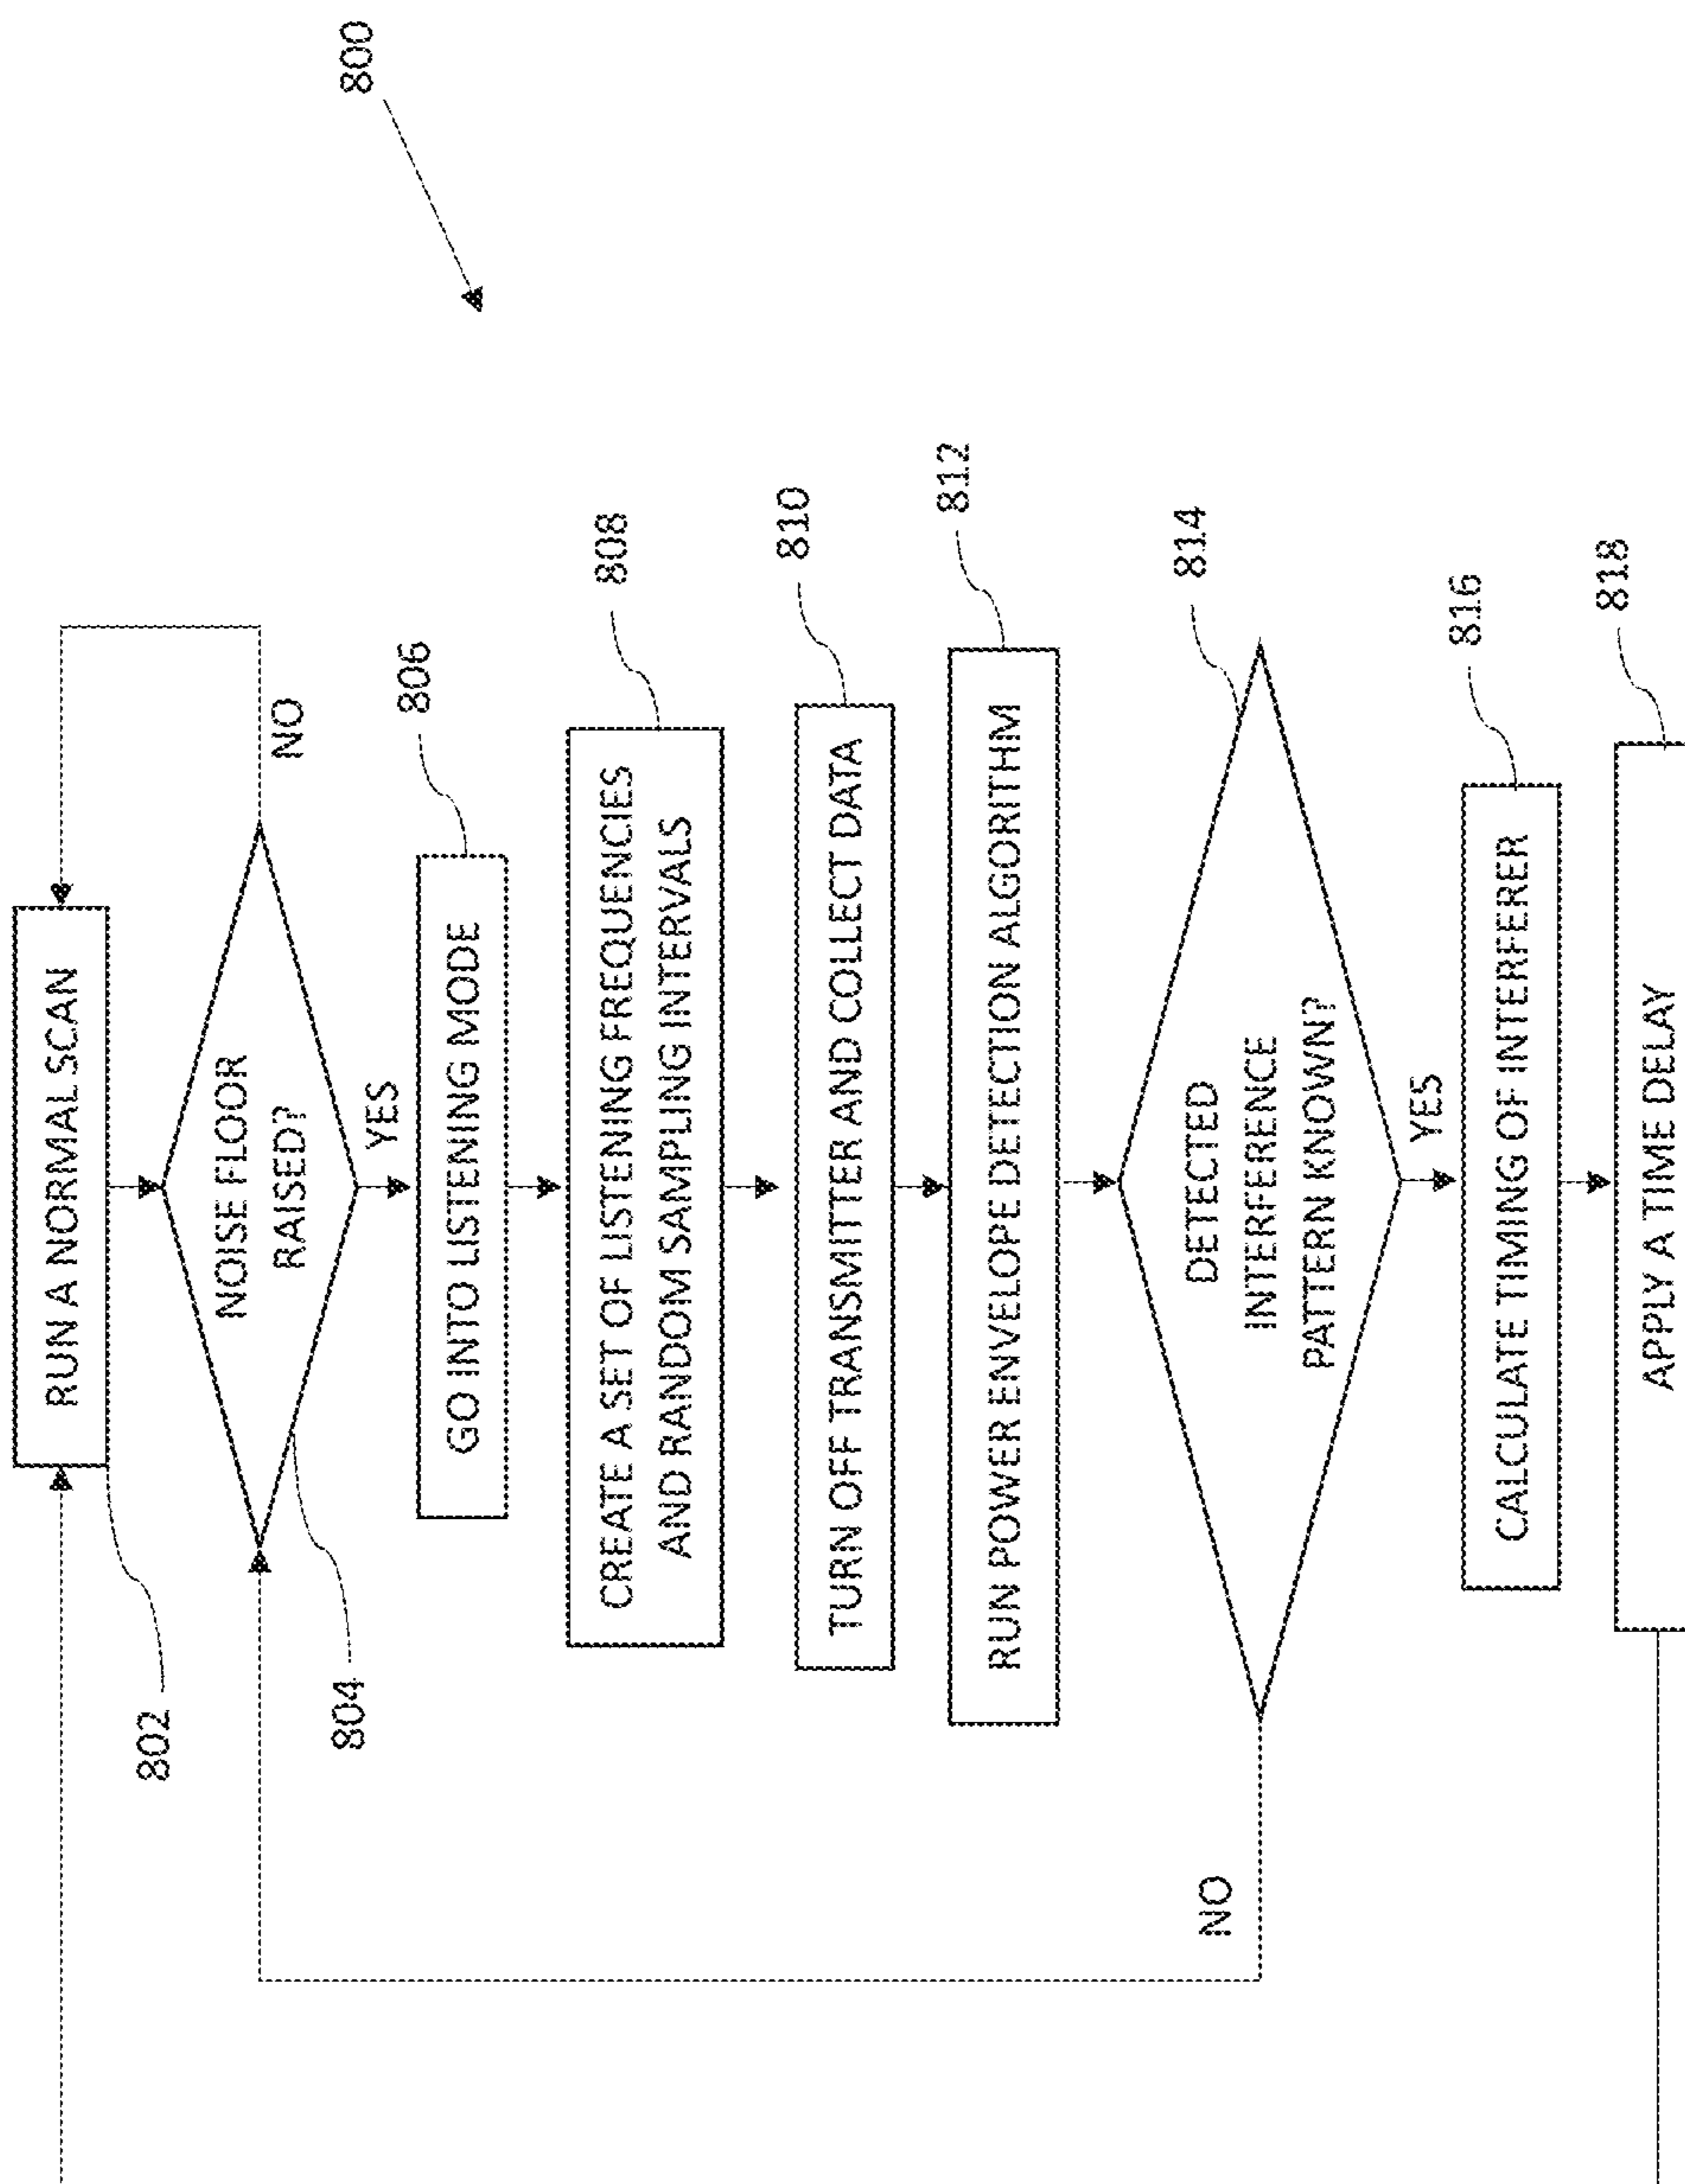 800
RUN A NORMAL SCAN
802
NOISE FLOOR
RAISED?
804
NO
YES
GO INTO LISTENING MODE
806
CREATE A SET OF LISTENING FREQUENCIES
AND RANDOM SAMPLING INTERVALS
808
TURN OFF TRANSMITTER AND COLLECT DATA
810
RUN POWER ENVELOPE DETECTION ALGORITHM
812
DETECTED
INTERFERENCE
PATTERN KNOWN?
814
NO
YES
CALCULATE TIMING OF INTERFERER
816
APPLY A TIME DELAY
818